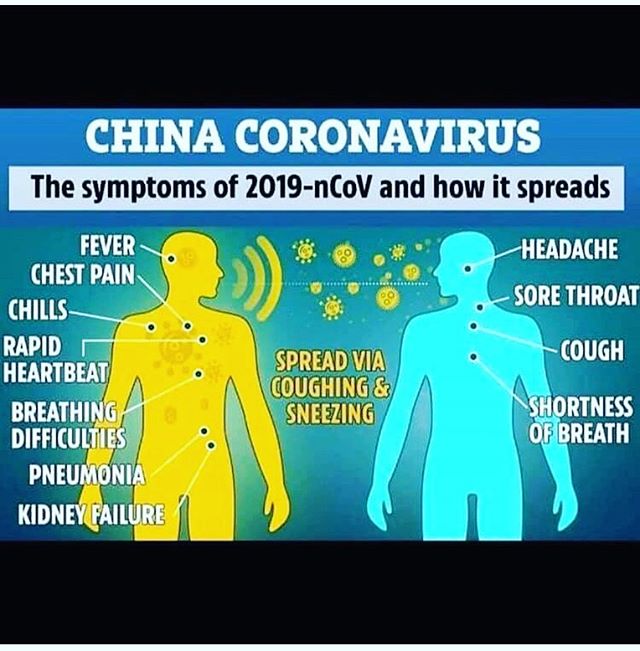 CHINA CORONAVIRUS
The symptoms of 2019-nCoV and how it spreads
FEVER
CHEST PAIN
CHILLS
RAPID
HEARTBEAT
BREATHING
DIFFICULTIES
PNEUMONIA
KIDNEY FAILURE
SPREAD VIA
COUGHING &
SNEEZING
HEADACHE
SORE THROAT
COUGH
SHORTNESS
OF BREATH